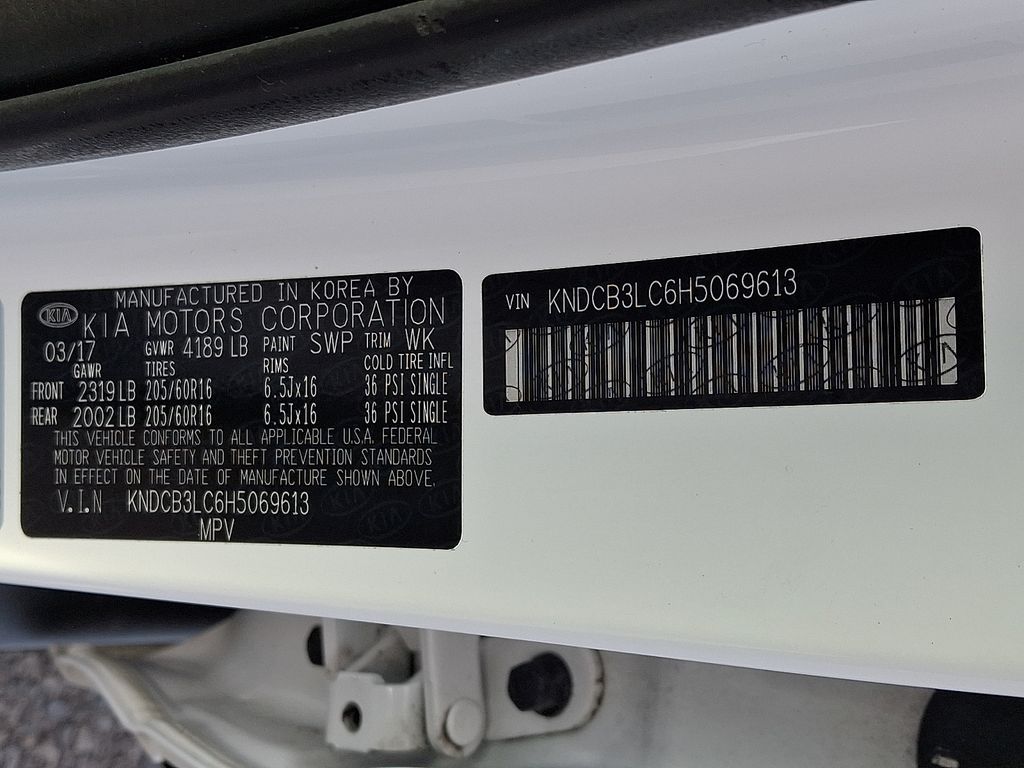 KIA
MANUFACTURED IN KOREA BY
KIA MOTORS CORPORATION
03/17 GVWR 4189 LB PAINT SWP TRIM WK
GAWR TIRES RIMS COLD TIRE INFL
FRONT 2319 LB 205/60R16 6.5Jx16 36 PSI SINGLE
REAR 2002 LB 205/60R16 6.5Jx16 36 PSI SINGLE
THIS VEHICLE CONFORMS TO ALL APPLICABLE U.S.A. FEDERAL
MOTOR VEHICLE SAFETY AND THEFT PREVENTION STANDARDS
IN EFFECT ON THE DATE OF MANUFACTURE SHOWN ABOVE.
V.I.N KNDCB3LC6H5069613
MPV
VIN KNDCB3LC6H5069613